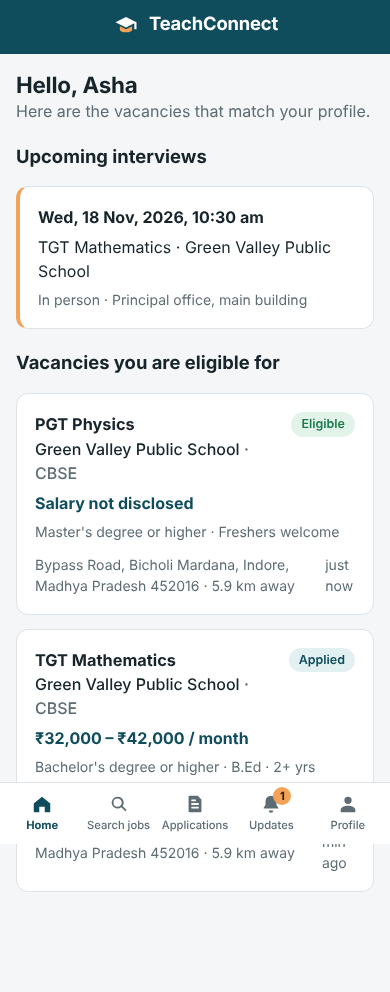 TeachConnect
Hello, Asha
Here are the vacancies that match your profile.
Upcoming interviews
Wed, 18 Nov, 2026, 10:30 am
TGT Mathematics · Green Valley Public
School
In person · Principal office, main building
Vacancies you are eligible for
PGT Physics
Eligible
Green Valley Public School ·
CBSE
Salary not disclosed
Master's degree or higher · Freshers welcome
Bypass Road, Bicholi Mardana, Indore,
just
Madhya Pradesh 452016 · 5.9 km away
now
TGT Mathematics
Applied
Green Valley Public School ·
CBSE
₹32,000 – ₹42,000 / month
Bachelor's degree or higher · B.Ed · 2+ yrs
1
Home
Search jobs
Applications
Updates
Profile
Madhya Pradesh 452016 · 5.9 km away
ago